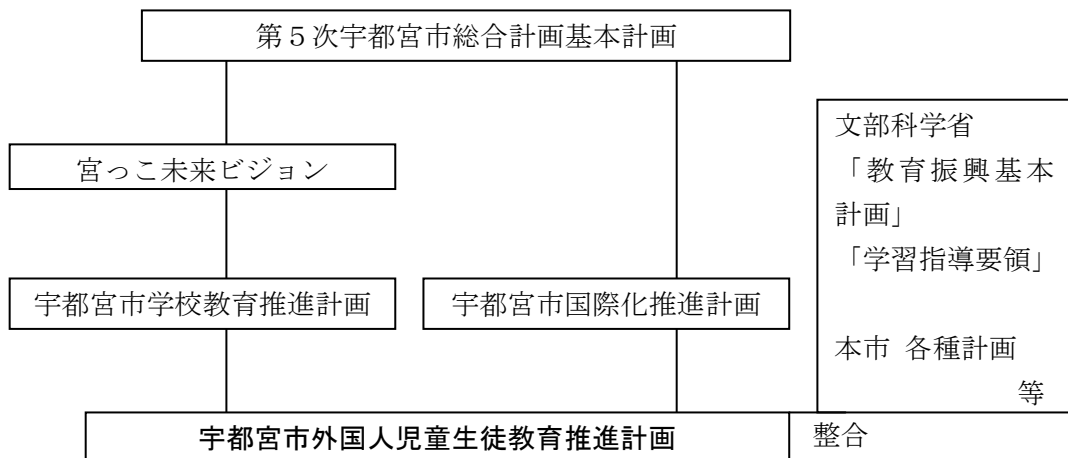 第５次宇都宮市総合計画基本計画
宮っこ未来ビジョン
宇都宮市学校教育推進計画
宇都宮市国際化推進計画
文部科学省
「教育振興基本
計画」
「学習指導要領」
本市 各種計画
等
宇都宮市外国人児童生徒教育推進計画
整合